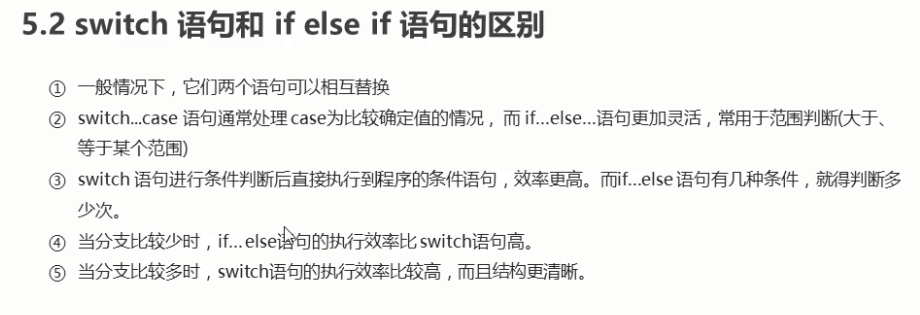 5.2 switch 语句和 if else if 语句的区别
① 一般情况下，它们两个语句可以相互替换
② switch...case 语句通常处理 case为比较确定值的情况， 而 if...else...语句更加灵活，常用于范围判断(大于、
等于某个范围)
③ switch 语句进行条件判断后直接执行到程序的条件语句，效率更高。而if...else 语句有几种条件，就得判断多
少次。
④ 当分支比较少时，if... else语句的执行效率比 switch语句高。
⑤ 当分支比较多时，switch语句的执行效率比较高，而且结构更清晰。